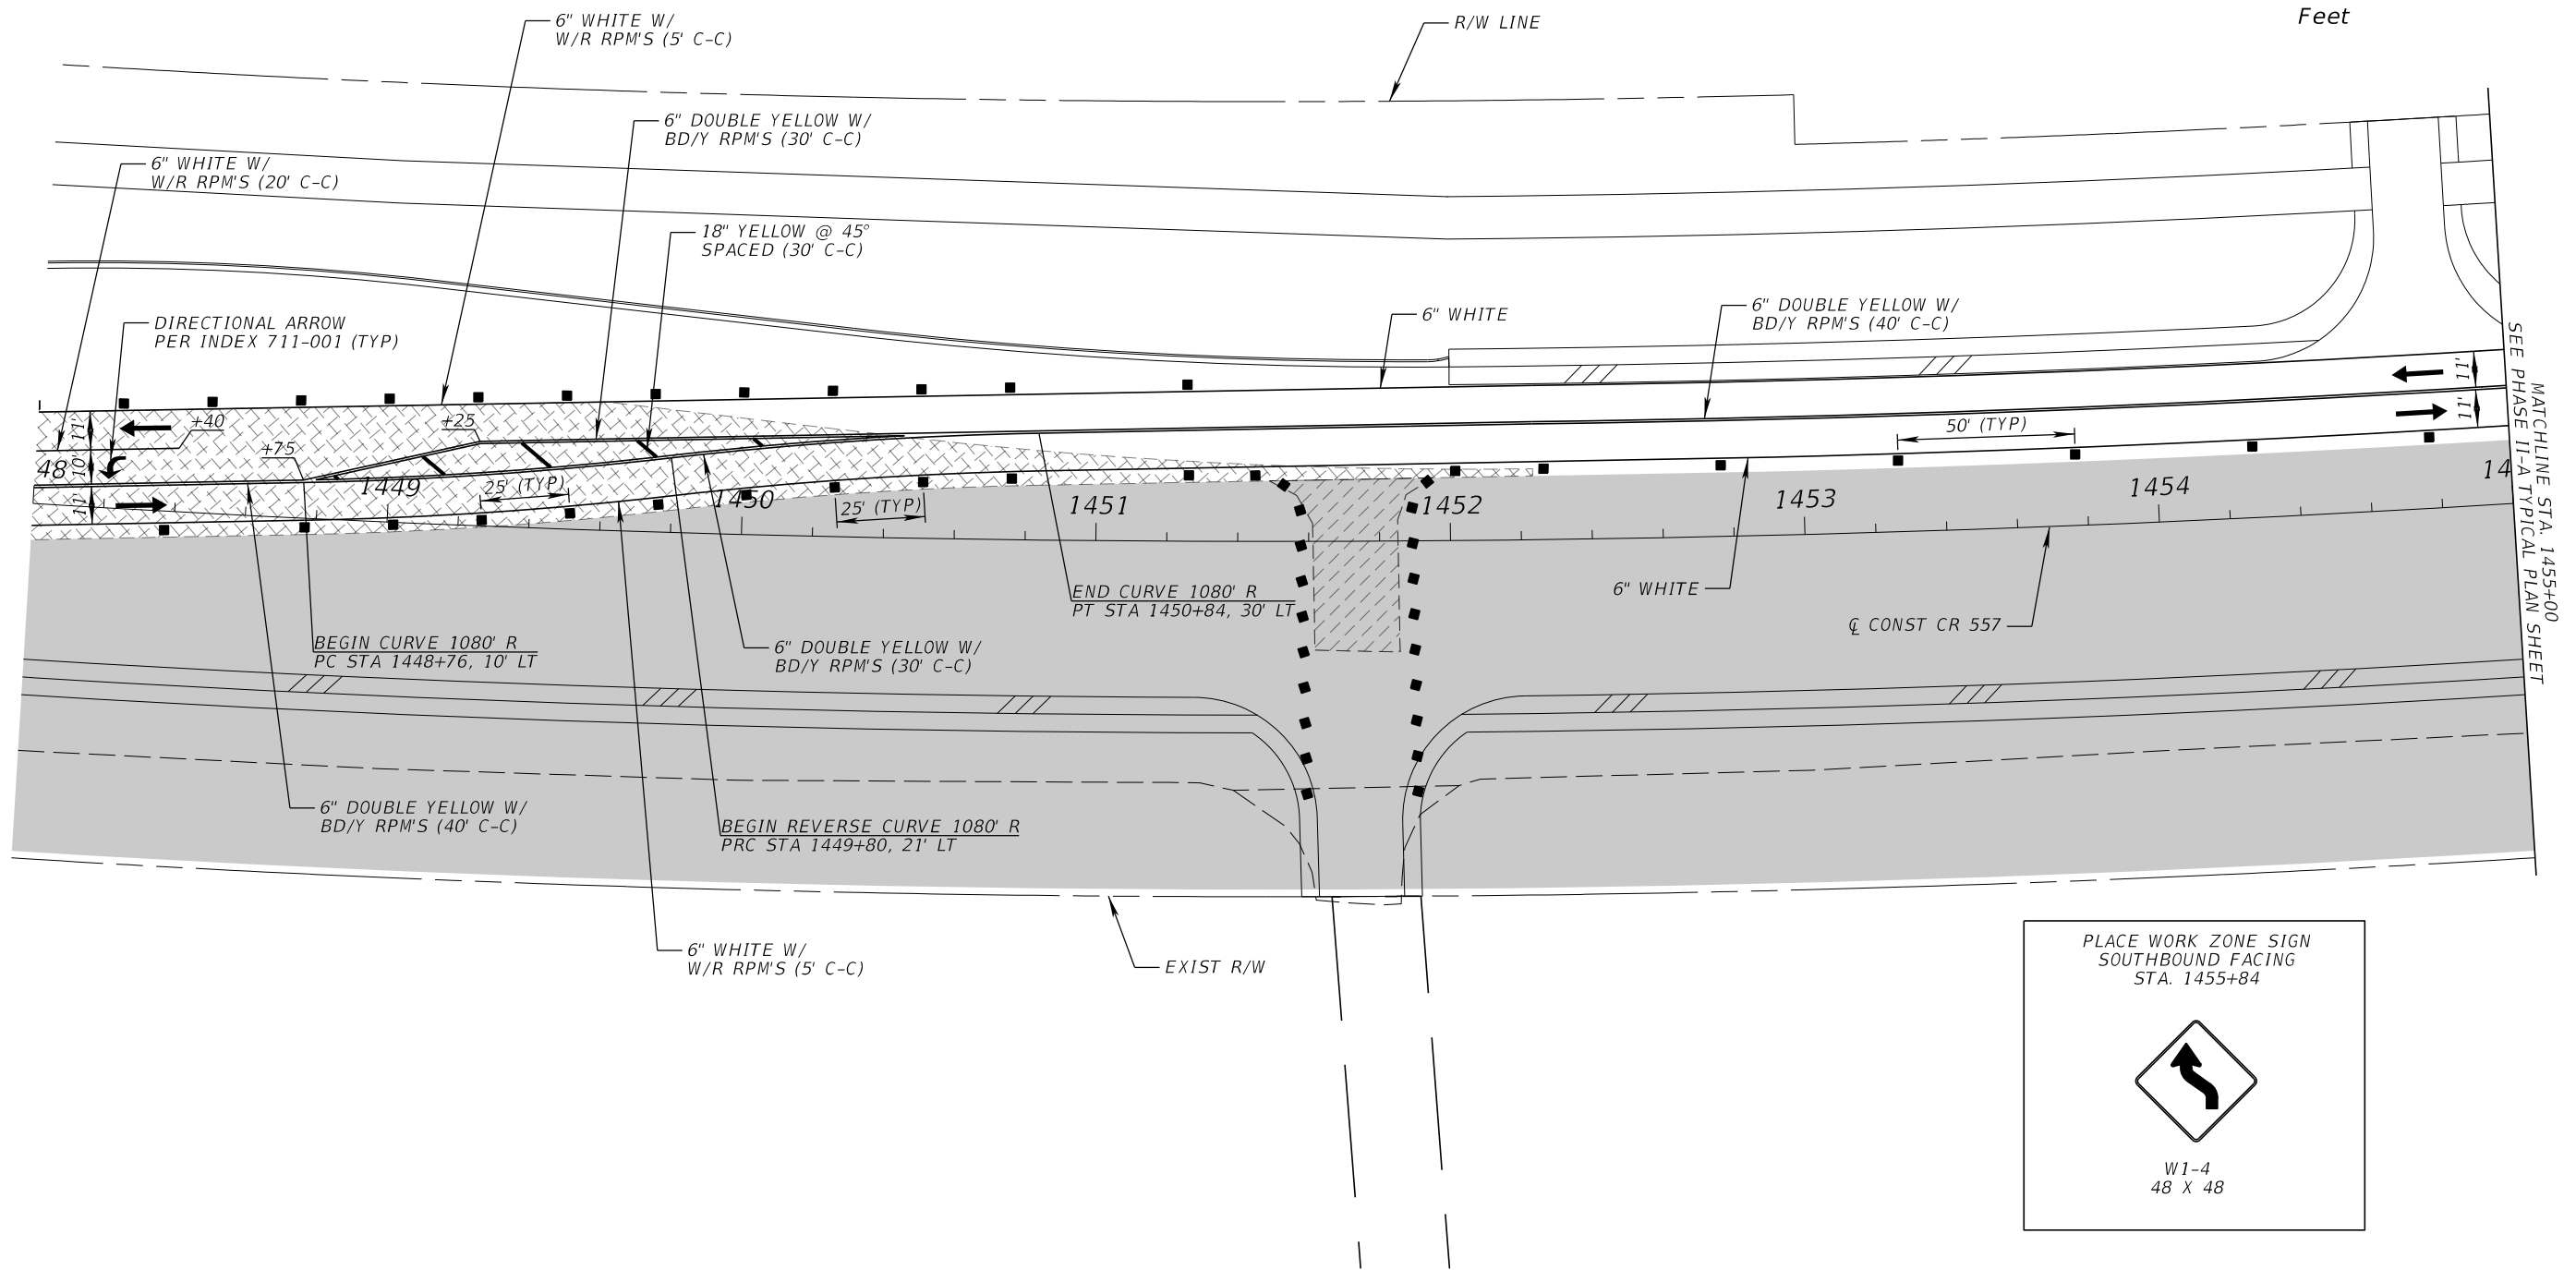 Feet
6" WHITE W/
W/R RPM'S (5' C-C)
R/W LINE
6" DOUBLE YELLOW W/
BD/Y RPM'S (30' C-C)
6" WHITE W/
W/R RPM'S (20' C-C)
18" YELLOW @ 45°
SPACED (30' C-C)
DIRECTIONAL ARROW
PER INDEX 711-001 (TYP)
6" WHITE
6" DOUBLE YELLOW W/
BD/Y RPM'S (40' C-C)
11'
11'
MATCHLINE STA. 1455+00
SEE PHASE II-A TYPICAL PLAN SHEET
11'
10'
11'
+40
+25
+75
50' (TYP)
48
1449
25' (TYP)
1450
25' (TYP)
1451
1452
1453
1454
14
END CURVE 1080' R
PT STA 1450+84, 30' LT
6" WHITE
℄ CONST CR 557
BEGIN CURVE 1080' R
PC STA 1448+76, 10' LT
6" DOUBLE YELLOW W/
BD/Y RPM'S (30' C-C)
6" DOUBLE YELLOW W/
BD/Y RPM'S (40' C-C)
BEGIN REVERSE CURVE 1080' R
PRC STA 1449+80, 21' LT
6" WHITE W/
W/R RPM'S (5' C-C)
EXIST R/W
PLACE WORK ZONE SIGN
SOUTHBOUND FACING
STA. 1455+84
W1-4
48 X 48